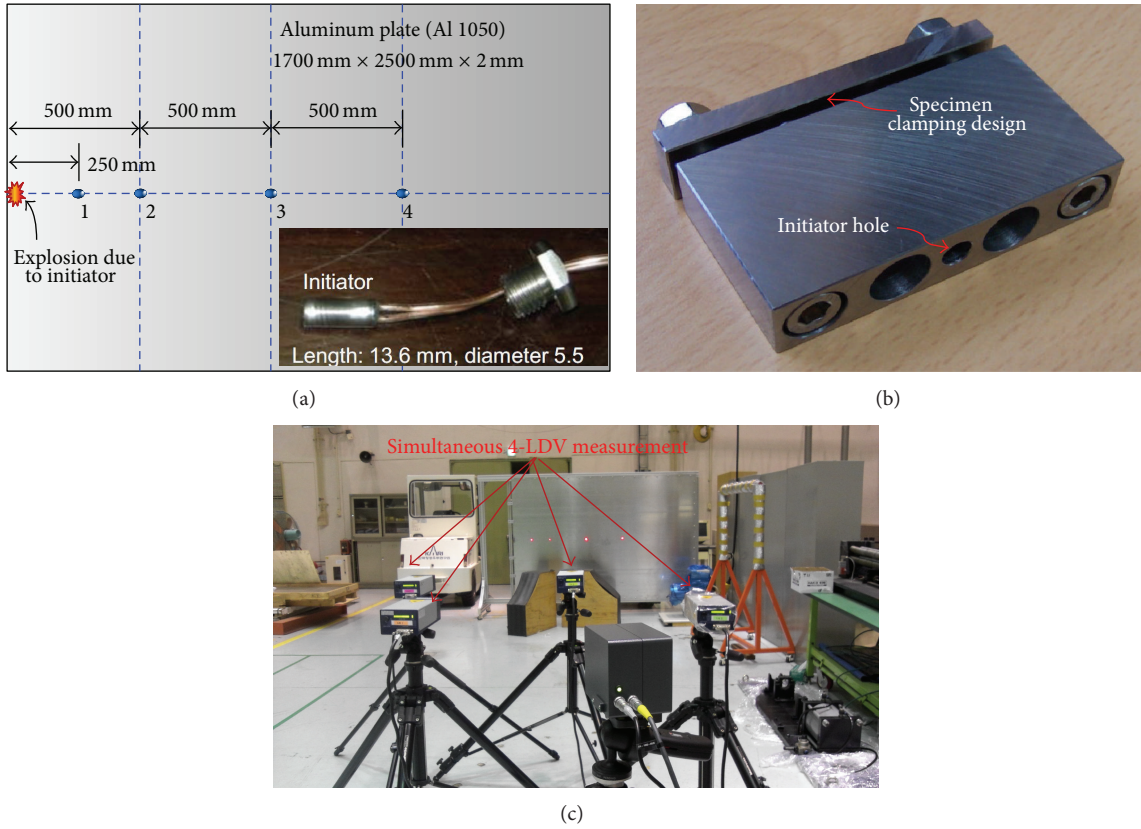 Aluminum plate (Al 1050)
1700 mm × 2500 mm × 2 mm
500 mm
500 mm
500 mm
250 mm
1
2
3
4
Explosion due
to initiator
Initiator
Length: 13.6 mm, diameter 5.5
(a)
Specimen
clamping design
Initiator hole
(b)
Simultaneous 4-LDV measurement
(c)